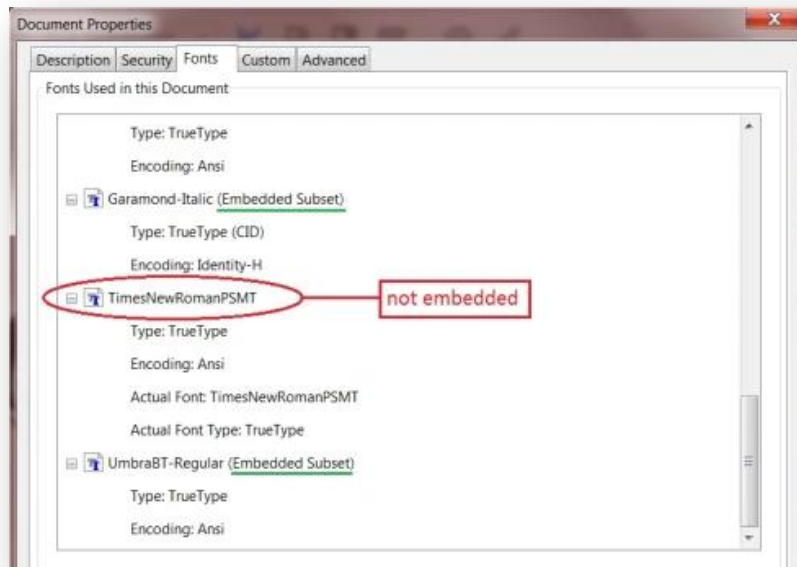 Document Properties
Description Security Fonts Custom Advanced
Fonts Used in this Document
Type: TrueType
Encoding: Ansi
Garamond-Italic (Embedded Subset)
Type: TrueType (CID)
Encoding: Identity-H
TimesNewRomanPSMT
not embedded
Type: TrueType
Encoding: Ansi
Actual Font: TimesNewRomanPSMT
Actual Font Type: TrueType
UmbraBT-Regular (Embedded Subset)
Type: TrueType
Encoding: Ansi